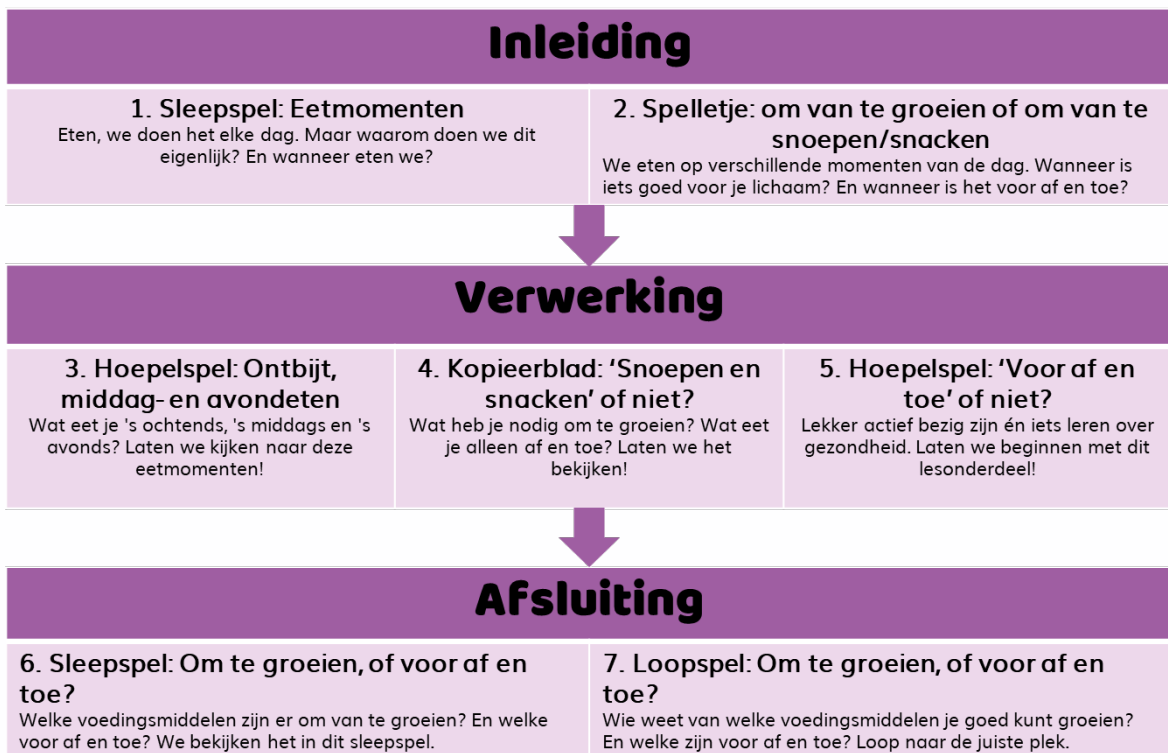 Inleiding
1. Sleepspel: Eetmomenten
Eten, we doen het elke dag. Maar waarom doen we dit
eigenlijk? En wanneer eten we?
2. Spelletje: om van te groeien of om van te
snoepen/snacken
We eten op verschillende momenten van de dag. Wanneer is
iets goed voor je lichaam? En wanneer is het voor af en toe?
Verwerking
3. Hoepelspel: Ontbijt,
middag- en avondeten
Wat eet je 's ochtends, 's middags en 's
avonds? Laten we kijken naar deze
eetmomenten!
4. Kopieerblad: ‘Snoepen en
snacken’ of niet?
Wat heb je nodig om te groeien? Wat eet
je alleen af en toe? Laten we het
bekijken!
5. Hoepelspel: ‘Voor af en
toe’ of niet?
Lekker actief bezig zijn én iets leren over
gezondheid. Laten we beginnen met dit
lesonderdeel!
Afsluiting
6. Sleepspel: Om te groeien, of voor af en
toe?
Welke voedingsmiddelen zijn er om van te groeien? En welke
voor af en toe? We bekijken het in dit sleepspel.
7. Loopspel: Om te groeien, of voor af en
toe?
Wie weet van welke voedingsmiddelen je goed kunt groeien?
En welke zijn voor af en toe? Loop naar de juiste plek.